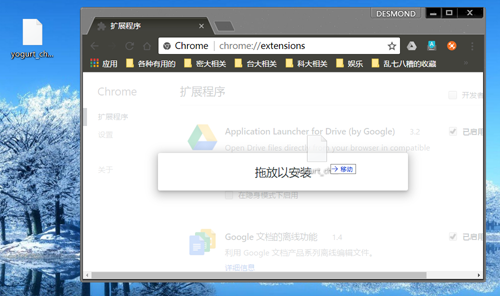 yogurt_ch...
DESMOND
扩展程序
Chrome
chrome://extensions
应用
各种有用的
密大相关
台大相关
科大相关
娱乐
乱七八糟的收藏
Chrome
扩展程序
扩展程序
设置
关于
Application Launcher for Drive (by Google) 3.2
已启用
Open Drive files directly from your browser in compatible
拖放以安装
移动
在隐身模式下启用
Google 文档的离线功能 1.4
已启用
利用 Google 文档产品系列离线编辑文件。
详细信息